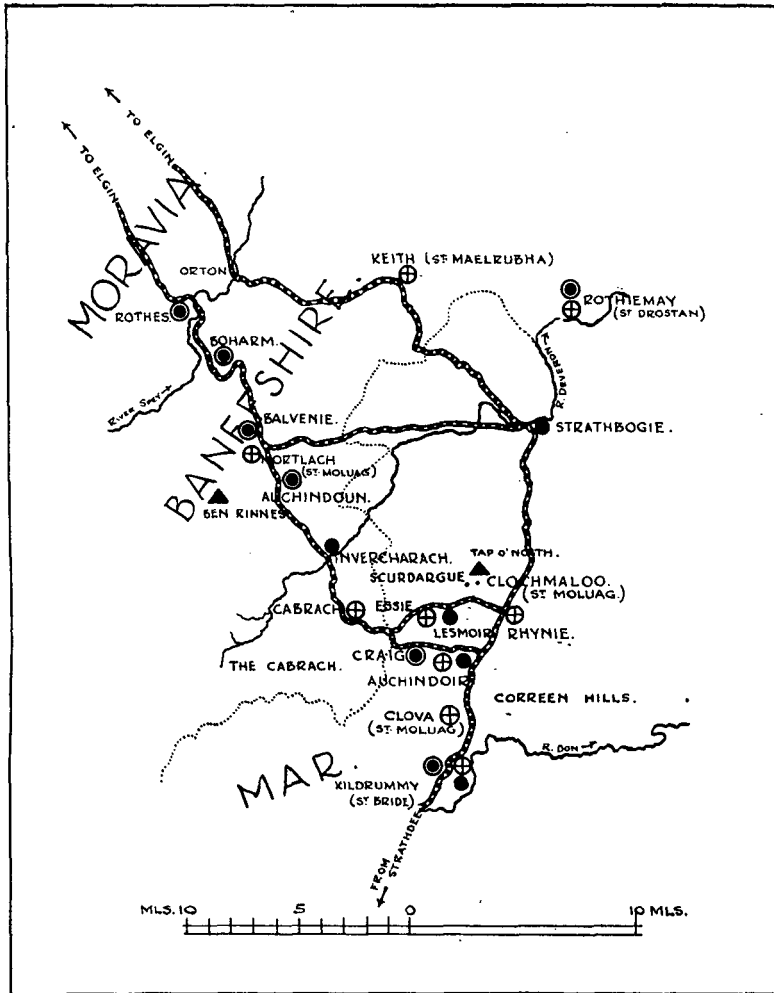 ← TO ELGIN
← TO ELGIN
MORAVIA
ORTON
KEITH (ST. MAELRUBHA)
ROTHIEMAY
(ST DROSTAN)
ROTHES.
BOHARM.
BANFFSHIRE.
RIVER SPEY→
R. DEVERON→
BALVENIE.
STRATHBOGIE.
MORTLACH
(ST. MOLUAG)
AUCHINDOUN.
BEN RINNES
INVERCHARACH.
TAP O' NORTH.
SCURDARGUE
CLOCHMALOO.
(ST MOLUAG.)
CABRACH
ESSIE
LESMOIR
RHYNIE.
THE CABRACH.
CRAIG
AUCHINDOIR
CORREEN HILLS.
CLOVA
(ST. MOLUAG)
R. DON→
MAR.
KILDRUMMY
(ST BRIDE)
FROM
STRATHDEE
MLS. 10 5 0 10 MLS.